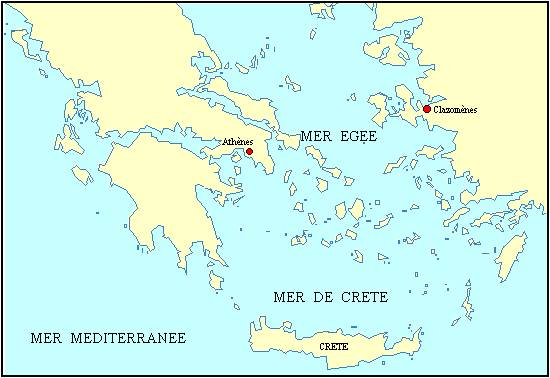 Clazomènes
MER EGEE
Athènes
MER DE CRETE
MER MEDITERRANEE
CRETE